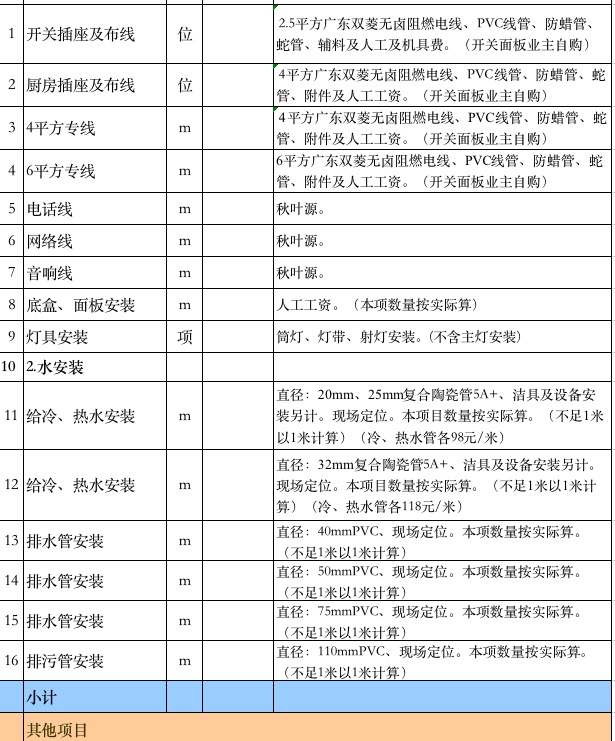 1 开关插座及布线 位 2.5平方广东双菱无卤阻燃电线、PVC线管、防蜡管、
蛇管、辅料及人工及机具费。（开关面板业主自购）
2 厨房插座及布线 位 4平方广东双菱无卤阻燃电线、PVC线管、防蜡管、蛇
管、附件及人工工资。（开关面板业主自购）
3 4平方专线 m 4平方广东双菱无卤阻燃电线、PVC线管、防蜡管、蛇
管、附件及人工工资。（开关面板业主自购）
4 6平方专线 m 6平方广东双菱无卤阻燃电线、PVC线管、防蜡管、蛇
管、附件及人工工资。（开关面板业主自购）
5 电话线 m 秋叶源。
6 网络线 m 秋叶源。
7 音响线 m 秋叶源。
8 底盒、面板安装 m 人工工资。（本项数量按实际算）
9 灯具安装 项 筒灯、灯带、射灯安装。(不含主灯安装）
10 2.水安装
11 给冷、热水安装 m 直径：20mm、25mm复合陶瓷管5A+、洁具及设备安
装另计。现场定位。本项目数量按实际算。（不足1米
以1米计算）（冷、热水管各98元/米）
12 给冷、热水安装 m 直径：32mm复合陶瓷管5A+、洁具及设备安装另计。
现场定位。本项目数量按实际算。（不足1米以1米计
算）（冷、热水管各118元/米）
13 排水管安装 m 直径：40mmPVC、现场定位。本项数量按实际算。
（不足1米以1米计算）
14 排水管安装 m 直径：50mmPVC、现场定位。本项数量按实际算。
（不足1米以1米计算）
15 排水管安装 m 直径：75mmPVC、现场定位。本项数量按实际算。
（不足1米以1米计算）
16 排污管安装 m 直径：110mmPVC、现场定位。本项数量按实际算。
（不足1米以1米计算）
小计
其他项目